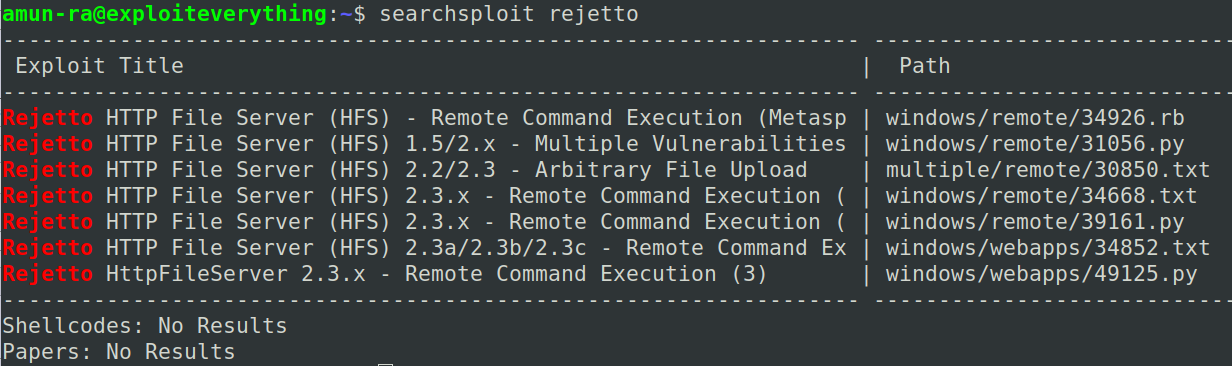 amun-ra@exploiteverything:~$ searchsploit rejetto
------------------------------------------------------------------ ----------------------------
 Exploit Title                                                    |  Path
------------------------------------------------------------------ ----------------------------
Rejetto HTTP File Server (HFS) - Remote Command Execution (Metasp | windows/remote/34926.rb
Rejetto HTTP File Server (HFS) 1.5/2.x - Multiple Vulnerabilities | windows/remote/31056.py
Rejetto HTTP File Server (HFS) 2.2/2.3 - Arbitrary File Upload    | multiple/remote/30850.txt
Rejetto HTTP File Server (HFS) 2.3.x - Remote Command Execution ( | windows/remote/34668.txt
Rejetto HTTP File Server (HFS) 2.3.x - Remote Command Execution ( | windows/remote/39161.py
Rejetto HTTP File Server (HFS) 2.3a/2.3b/2.3c - Remote Command Ex | windows/webapps/34852.txt
Rejetto HttpFileServer 2.3.x - Remote Command Execution (3)       | windows/webapps/49125.py
------------------------------------------------------------------ ----------------------------
Shellcodes: No Results
Papers: No Results